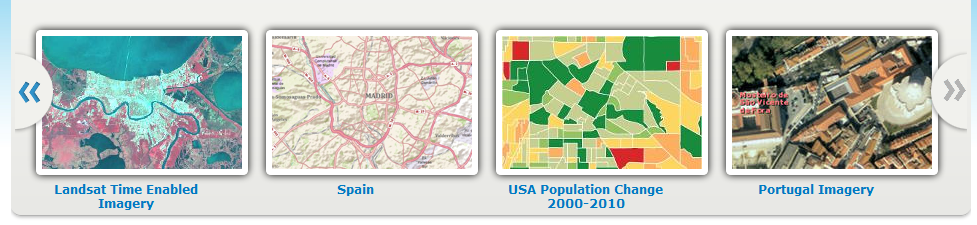 MADRID
Mosteiro de
São Vicente
de Fora
Landsat Time Enabled
Imagery
Spain
USA Population Change
2000-2010
Portugal Imagery